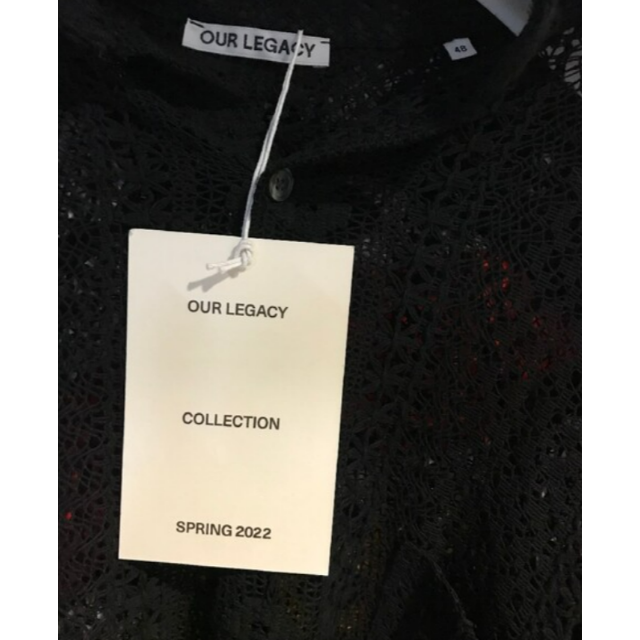 OUR LEGACY
48
OUR LEGACY
COLLECTION
SPRING 2022